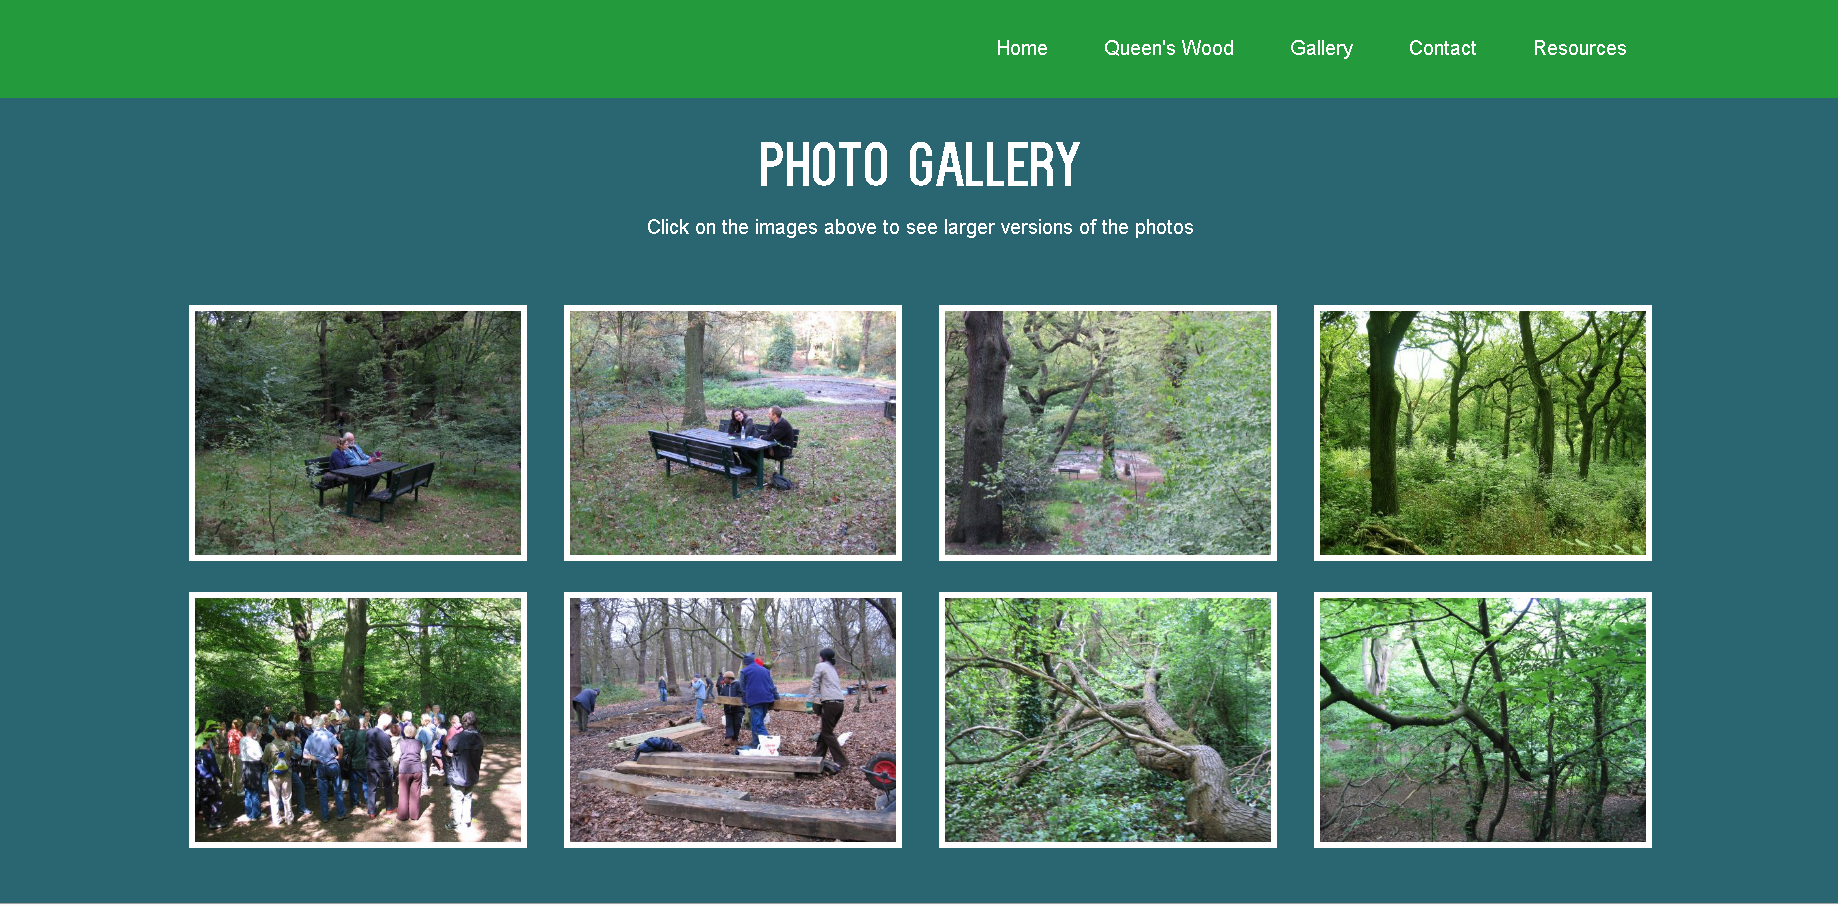 Home Queen's Wood Gallery Contact Resources
PHOTO GALLERY
Click on the images above to see larger versions of the photos